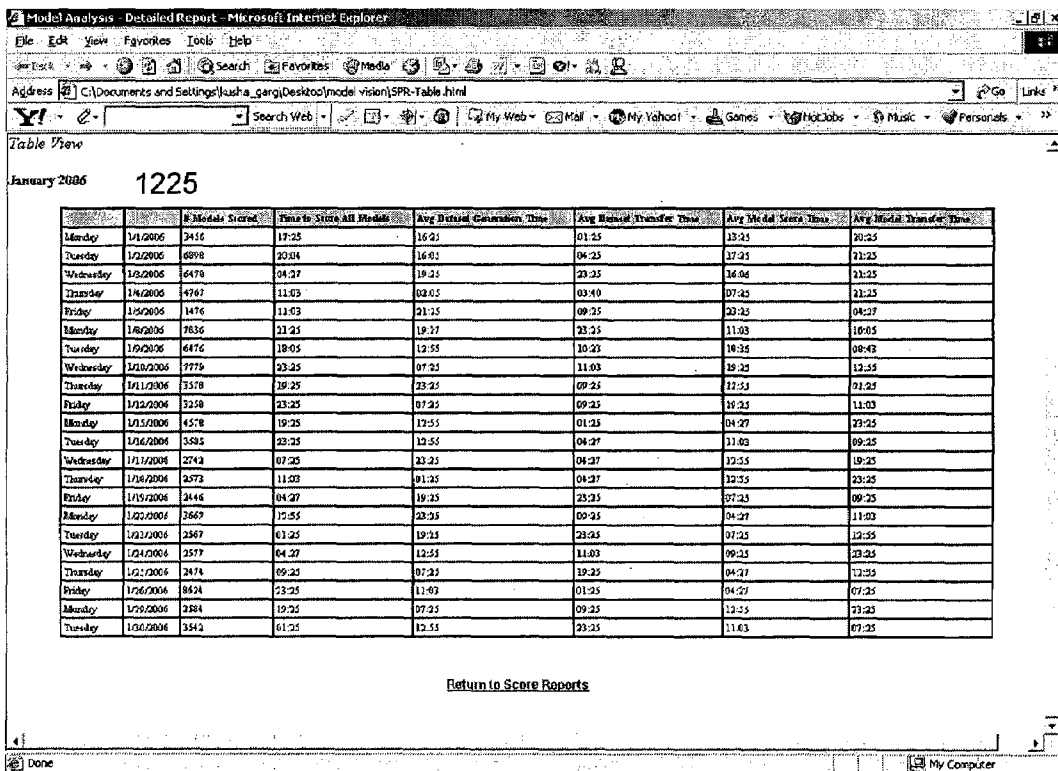 Model Analysis - Detailed Report - Microsoft Internet Explorer
File Edit View Favorites Tools Help
Back Search Favorites Media
Address C:\Documents and Settings\kusha_garg\Desktop\model vision\SPR-Table.html Go Links
Y! Search Web My Web Mail My Yahoo! Games HotJobs Music Personals
Table View
January 2006 1225
# Models Scored Time to Score All Models Avg Dataset Generation Time Avg Dataset Transfer Time Avg Model Score Time Avg Model Transfer Time
Monday 1/1/2006 3456 17:25 16:25 01:25 13:25 20:25
Tuesday 1/2/2006 6898 20:04 16:05 04:25 17:25 21:25
Wednesday 1/3/2006 6478 04:27 19:25 23:25 16:06 21:25
Thursday 1/4/2006 4767 11:03 02:05 03:40 07:25 21:25
Friday 1/5/2006 1476 11:03 21:25 09:25 23:25 04:27
Monday 1/8/2006 7836 21:25 19:27 23:25 11:03 16:05
Tuesday 1/9/2006 6476 18:05 12:55 10:23 08:43
Wednesday 1/10/2006 7779 23:25 07:25 11:03 19:25 12:55
Thursday 1/11/2006 3578 19:25 23:25 09:25 12:55 01:25
Friday 1/12/2006 3258 23:25 07:25 09:25 19:25 11:03
Monday 1/15/2006 4578 19:25 12:55 01:25 04:27 23:25
Tuesday 1/16/2006 3585 23:25 12:55 04:27 11:03 09:25
Wednesday 1/17/2006 2742 07:25 23:25 04:27 12:55 19:25
Thursday 1/18/2006 2573 11:03 01:25 04:27 12:55 23:25
Friday 1/19/2006 2446 04:27 19:25 23:25 07:25 09:25
Monday 1/22/2006 3667 12:55 23:25 09:25 04:27 11:03
Tuesday 1/23/2006 2567 01:25 19:25 23:25 07:25 12:55
Wednesday 1/24/2006 2577 04:27 12:55 11:03 09:25 23:25
Thursday 1/25/2006 2474 09:25 07:25 19:25 04:27 12:55
Friday 1/26/2006 8624 23:25 11:03 01:25 04:27 07:25
Monday 1/29/2006 2584 19:25 07:25 09:25 12:55 23:25
Tuesday 1/30/2006 3542 01:25 12:55 23:25 11:03 07:25
Return to Score Reports
Done My Computer